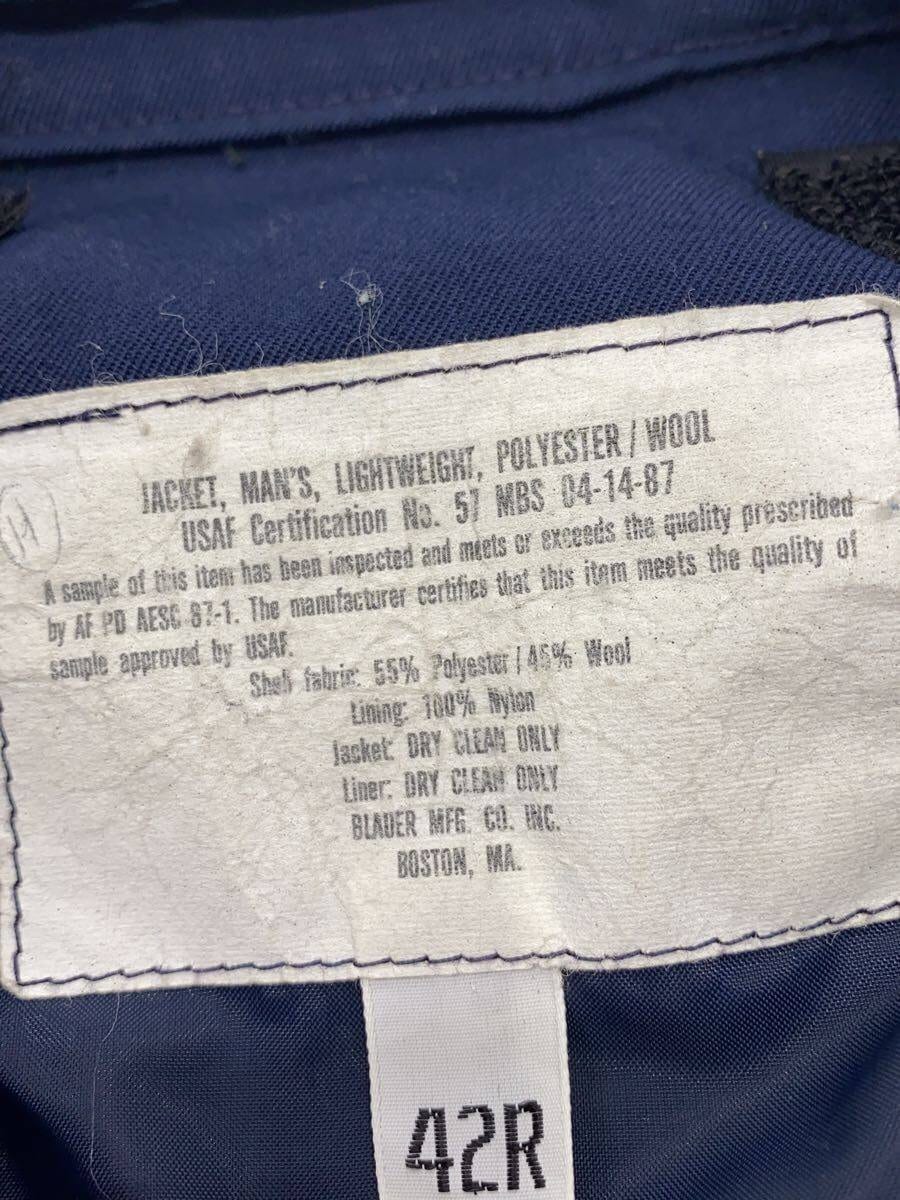 JACKET, MAN'S, LIGHTWEIGHT, POLYESTER / WOOL
USAF Certification No. 57 MBS 04-14-87
A sample of this item has been inspected and meets or exceeds the quality prescribed
by AF PD AESC 87-1. The manufacturer certifies that this item meets the quality of
sample approved by USAF.
Shell fabric: 55% Polyester / 45% Wool
Lining: 100% Nylon
Jacket: DRY CLEAN ONLY
Liner: DRY CLEAN ONLY
BLAUER MFG. CO. INC.
BOSTON, MA.
42R